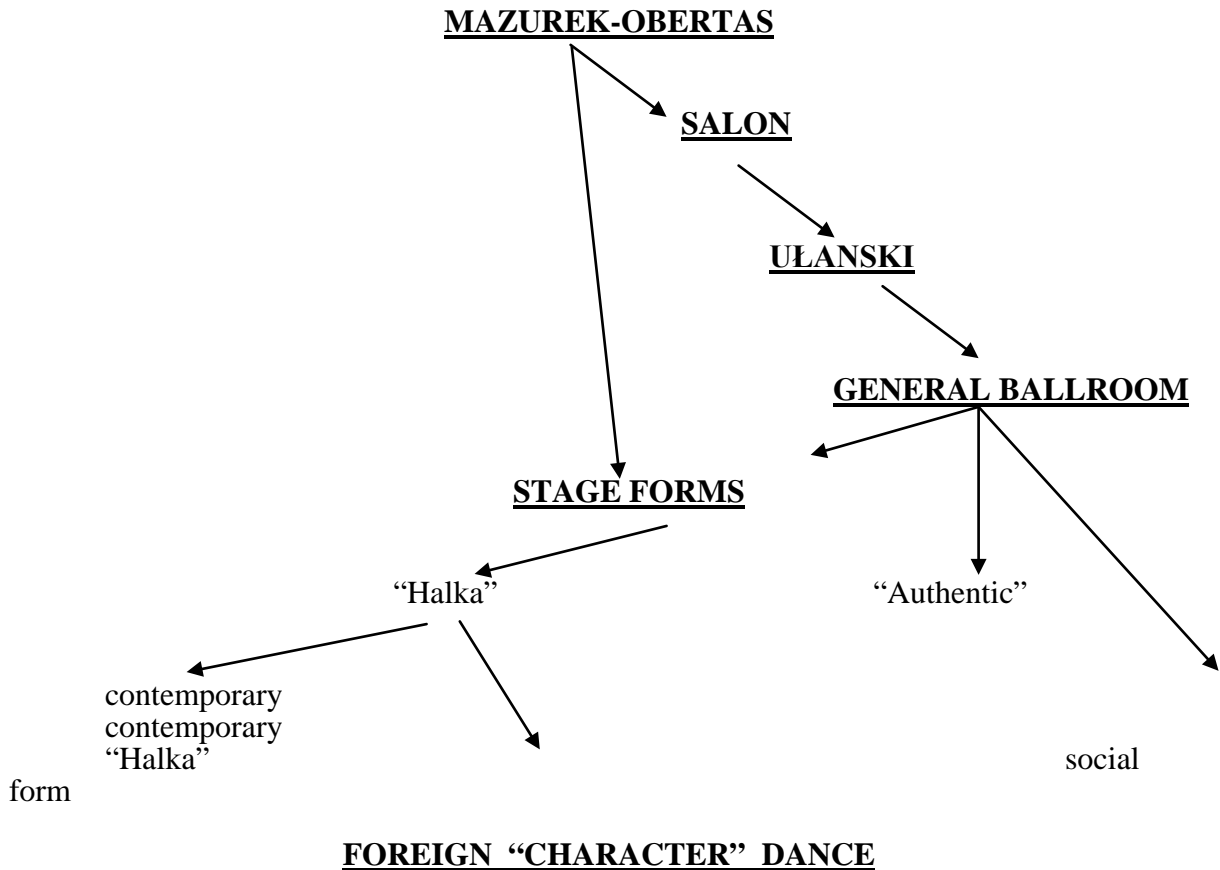 MAZUREK-OBERTAS
SALON
UŁANSKI
GENERAL BALLROOM
STAGE FORMS
“Halka” “Authentic”
contemporary
contemporary
“Halka” social
form
FOREIGN “CHARACTER” DANCE